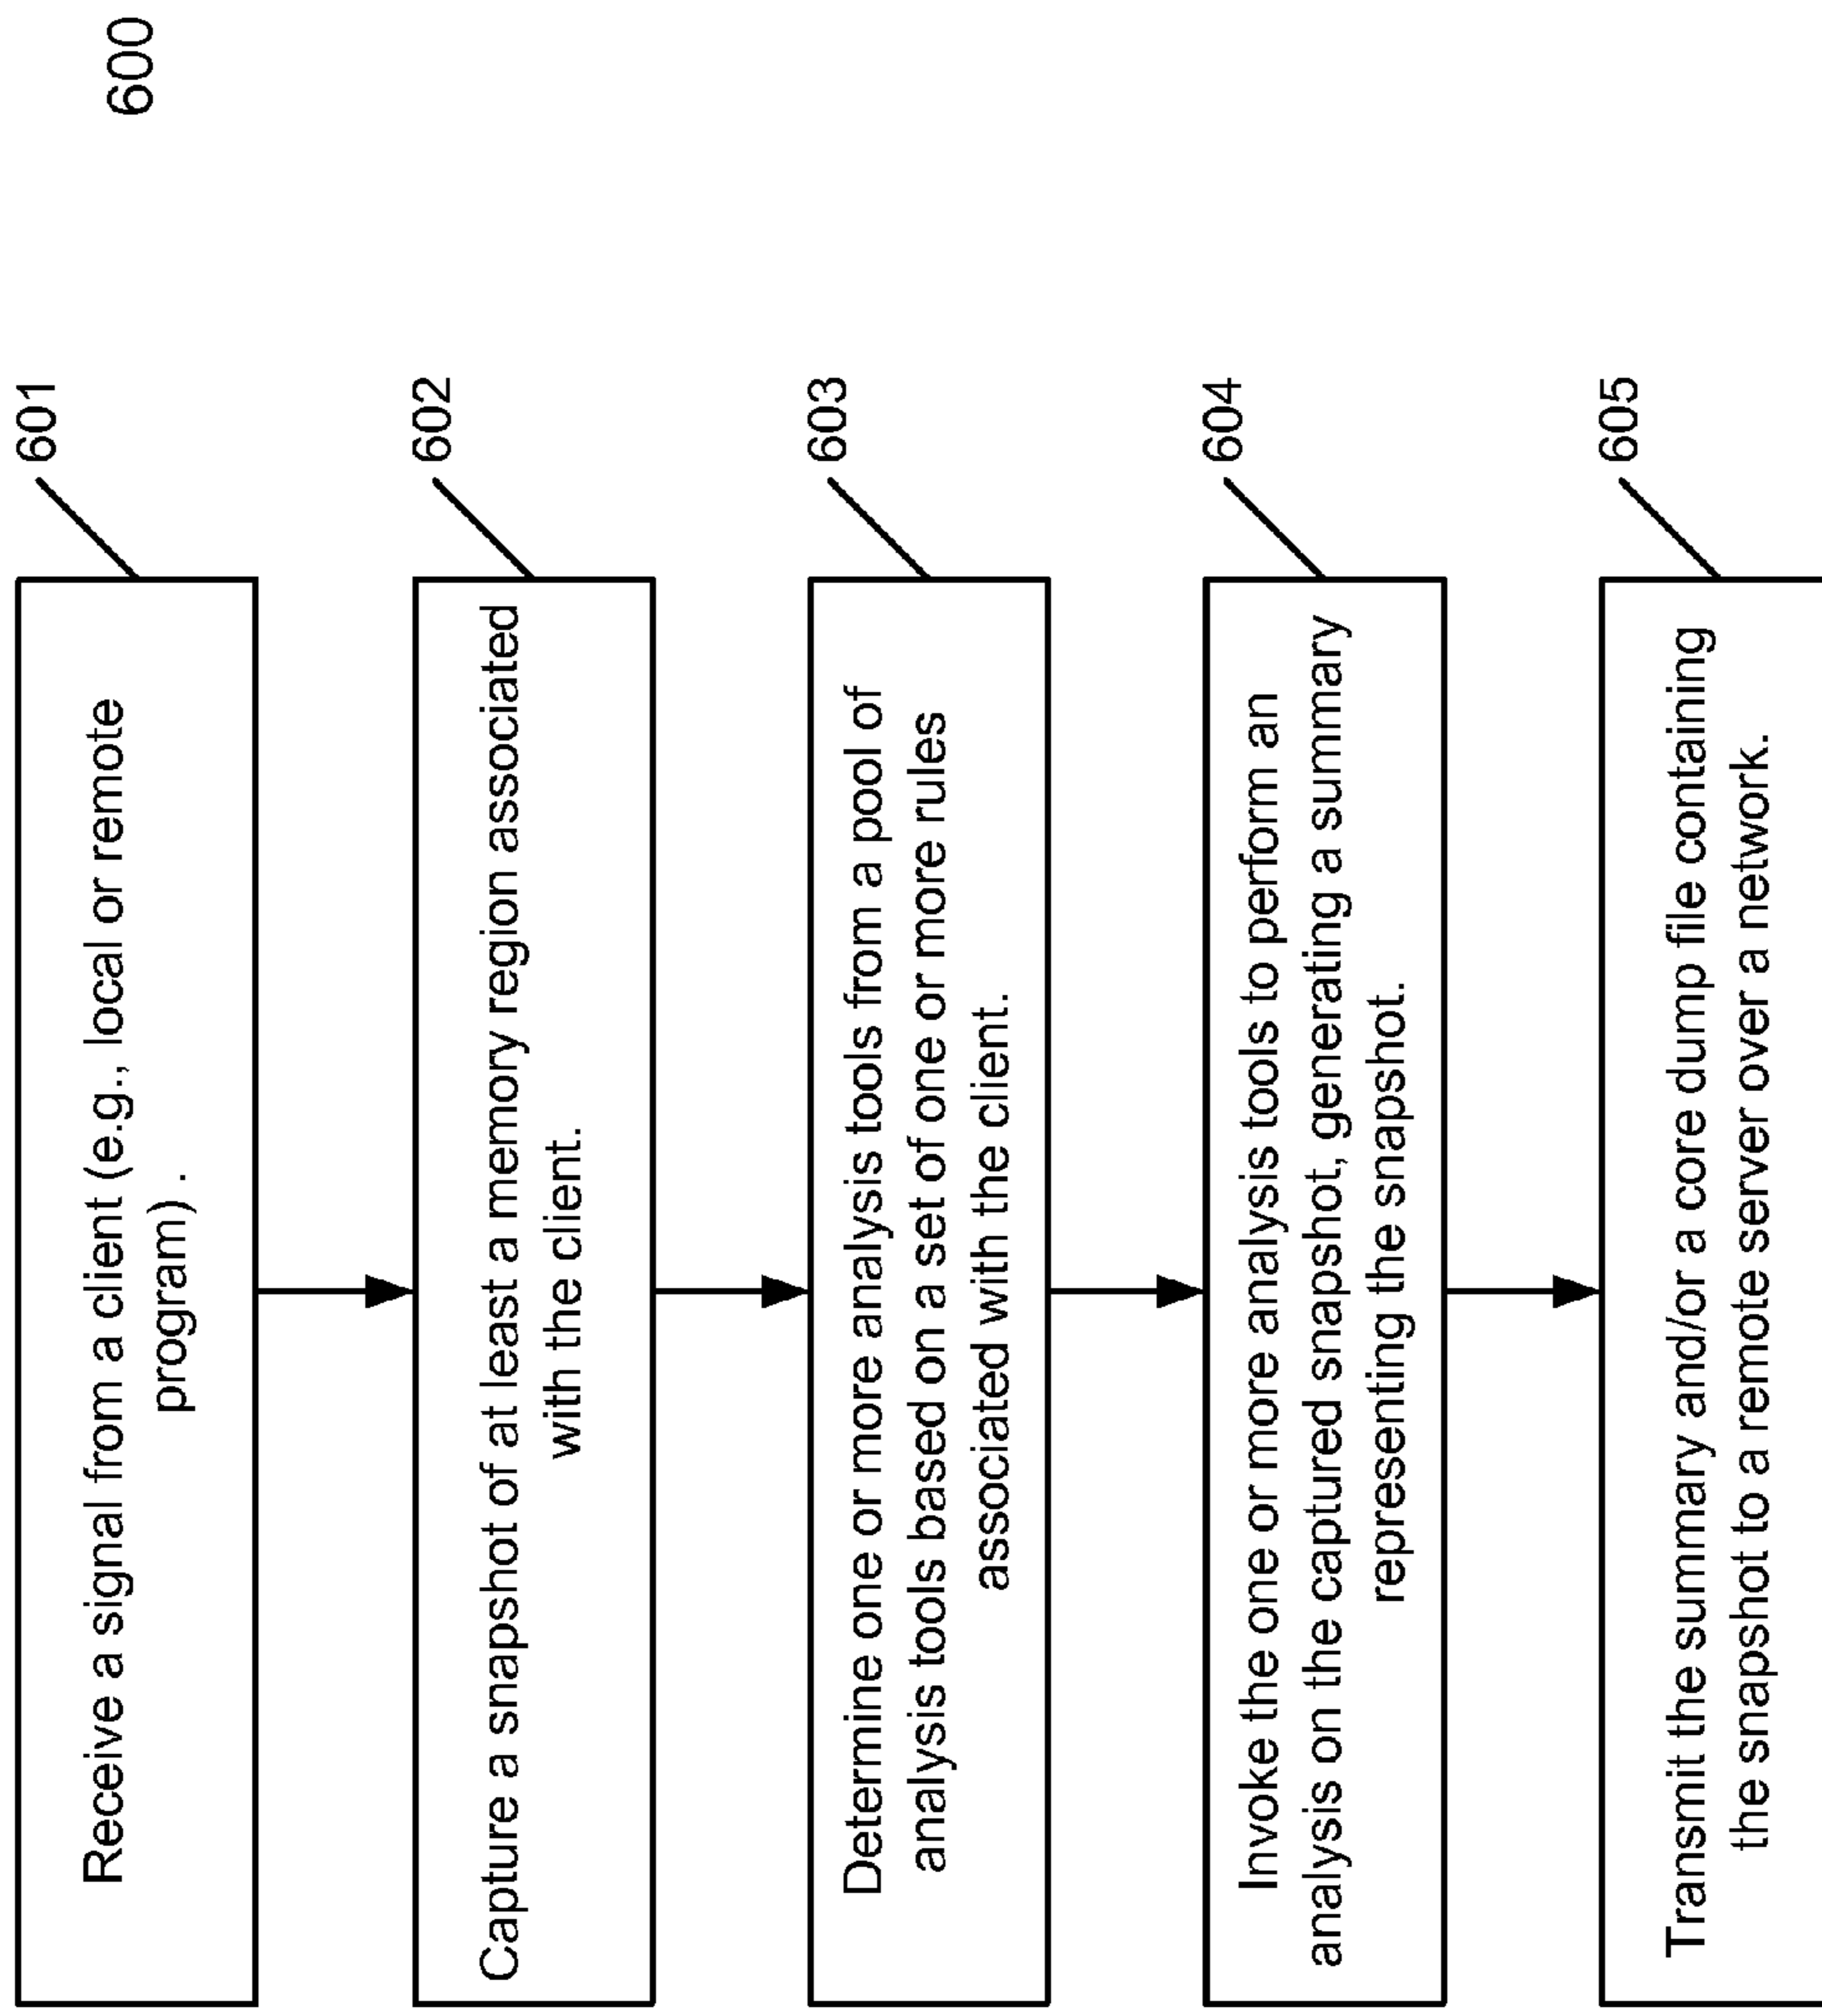 600
601
Receive a signal from a client (e.g., local or remote
program) .
602
Capture a snapshot of at least a memory region associated
with the client.
603
Determine one or more analysis tools from a pool of
analysis tools based on a set of one or more rules
associated with the client.
604
Invoke the one or more analysis tools to perform an
analysis on the captured snapshot, generating a summary
representing the snapshot.
605
Transmit the summary and/or a core dump file containing
the snapshot to a remote server over a network.